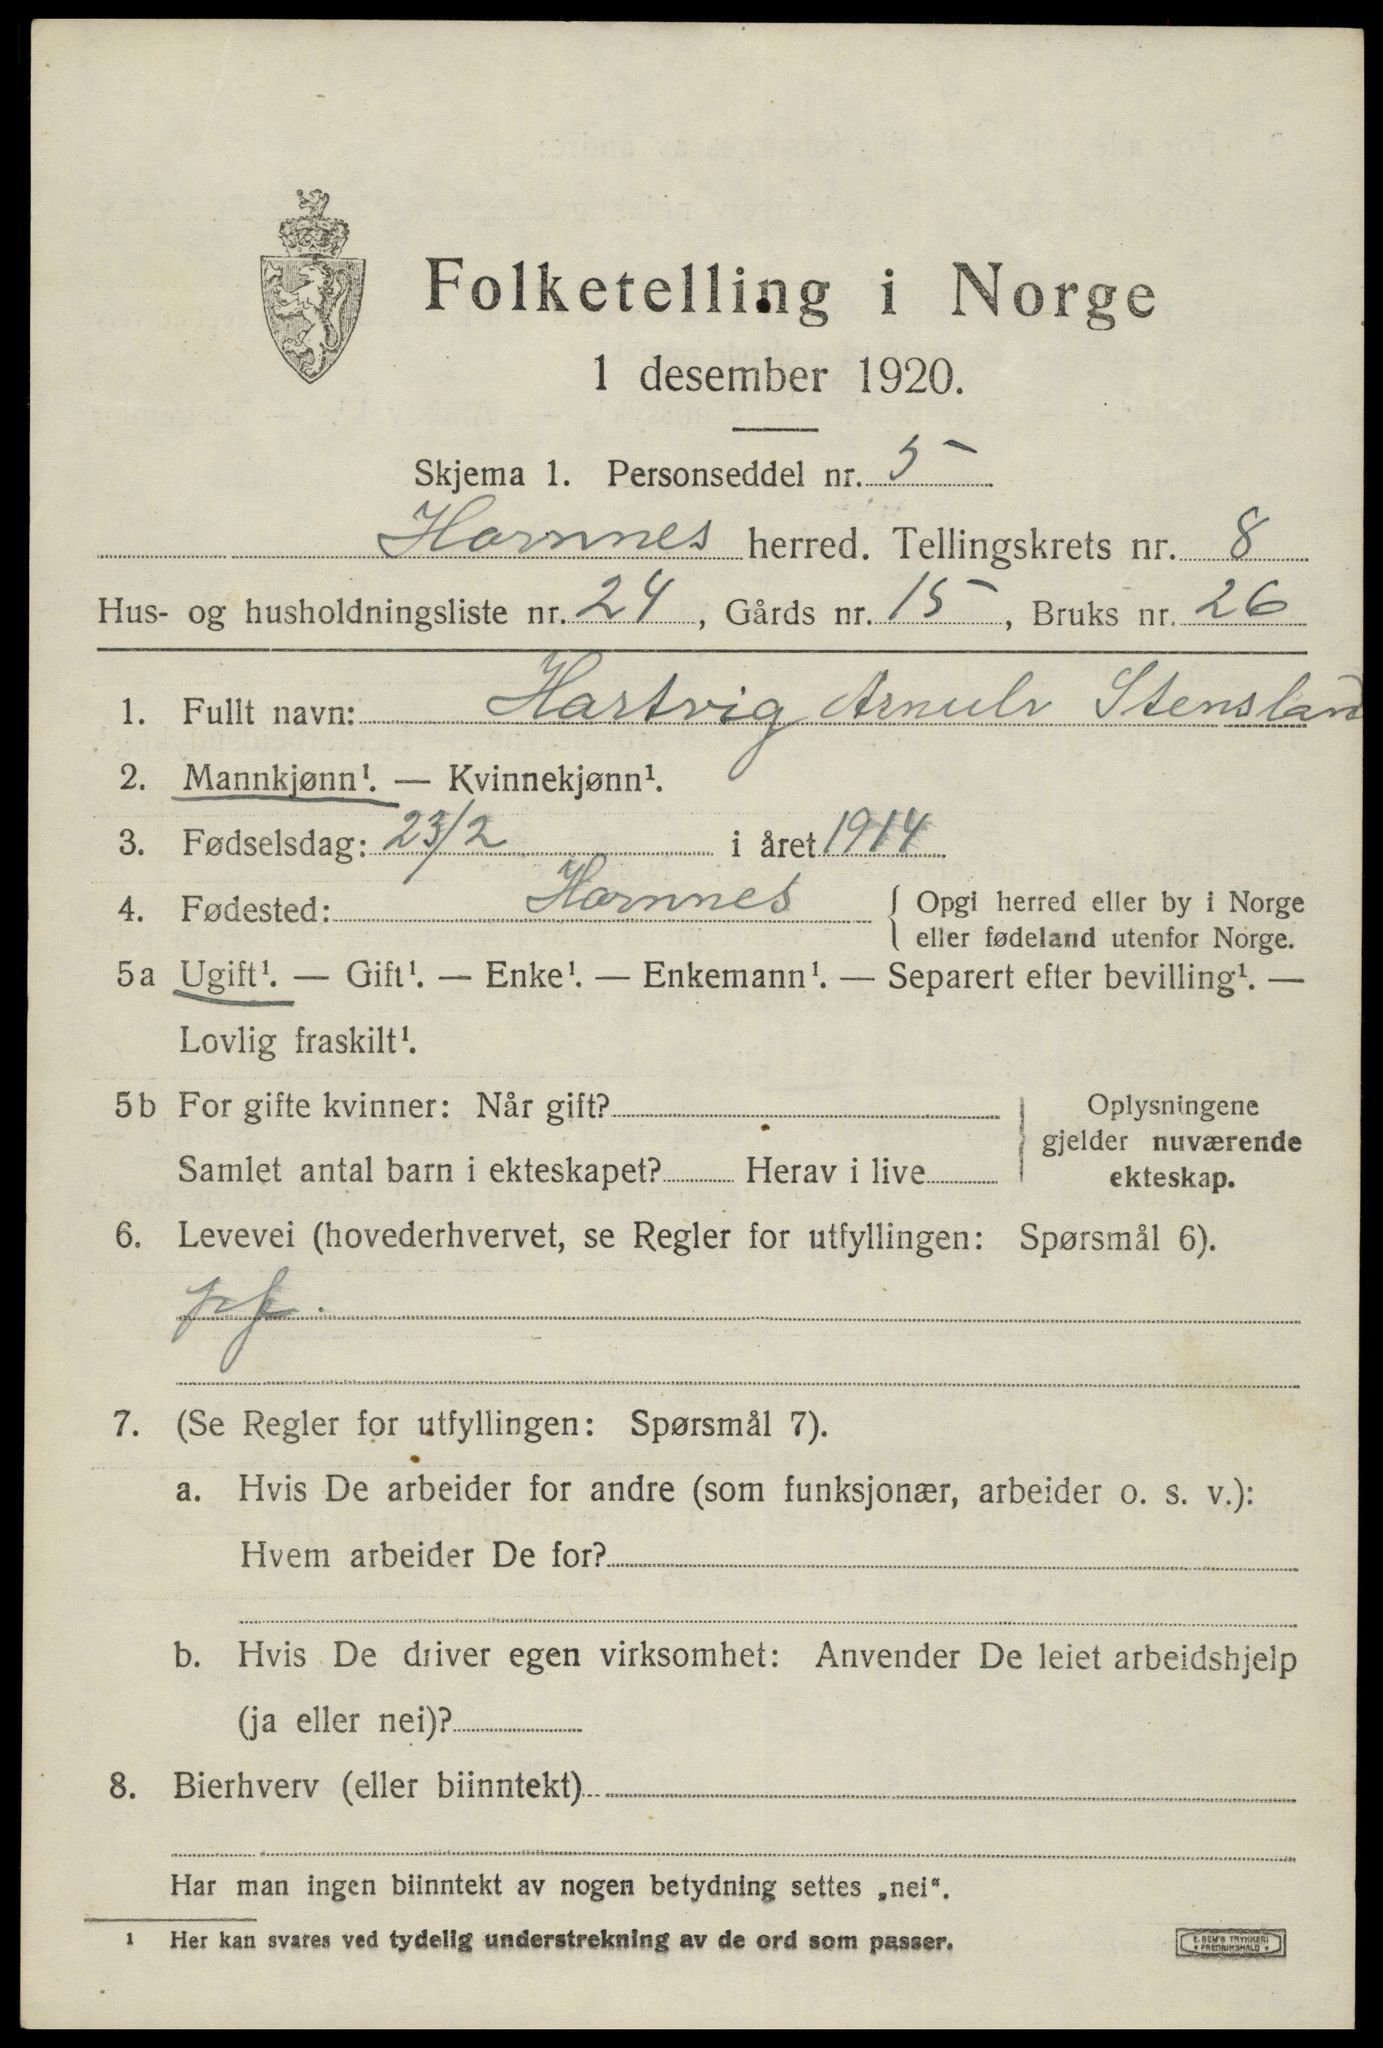 Folketelling i Norge
1 desember 1920.
Skjema 1. Personseddel nr. 5
Hornnes herred. Tellingskrets nr. 8
Hus- og husholdningsliste nr. 24, Gårds nr. 15, Bruks nr. 26
1. Fullt navn: Hartvig Arnulv Stensland
2. Mannkjønn¹. — Kvinnekjønn¹.
3. Fødselsdag: 23/2 i året 1914
4. Fødested: Hornnes { Opgi herred eller by i Norge
eller fødeland utenfor Norge.
5a Ugift¹. — Gift¹. — Enke¹. — Enkemann¹. — Separert efter bevilling¹. —
Lovlig fraskilt¹.
5b For gifte kvinner: Når gift?
Samlet antal barn i ekteskapet? Herav i live
Oplysningene
gjelder nuværende
ekteskap.
6. Levevei (hovederhvervet, se Regler for utfyllingen: Spørsmål 6).
7. (Se Regler for utfyllingen: Spørsmål 7).
a. Hvis De arbeider for andre (som funksjonær, arbeider o. s. v.):
Hvem arbeider De for?
b. Hvis De driver egen virksomhet: Anvender De leiet arbeidshjelp
(ja eller nei)?
8. Bierhverv (eller biinntekt)
Har man ingen biinntekt av nogen betydning settes „nei“.
¹ Her kan svares ved tydelig understrekning av de ord som passer.
E. SEM'S TRYKKERI
FREDRIKSHALD